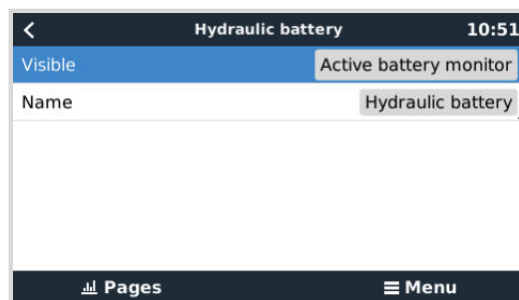 Hydraulic battery 10:51
Visible Active battery monitor
Name Hydraulic battery
Pages Menu